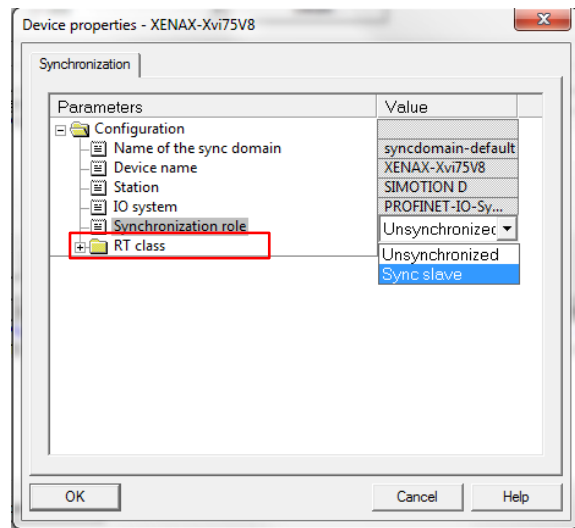 Device properties - XENAX-Xvi75V8
Synchronization
Parameters Value
Configuration
Name of the sync domain syncdomain-default
Device name XENAX-Xvi75V8
Station SIMOTION D
IO system PROFINET-IO-Sy...
Synchronization role Unsynchronized
RT class Unsynchronized
Sync slave
OK Cancel Help